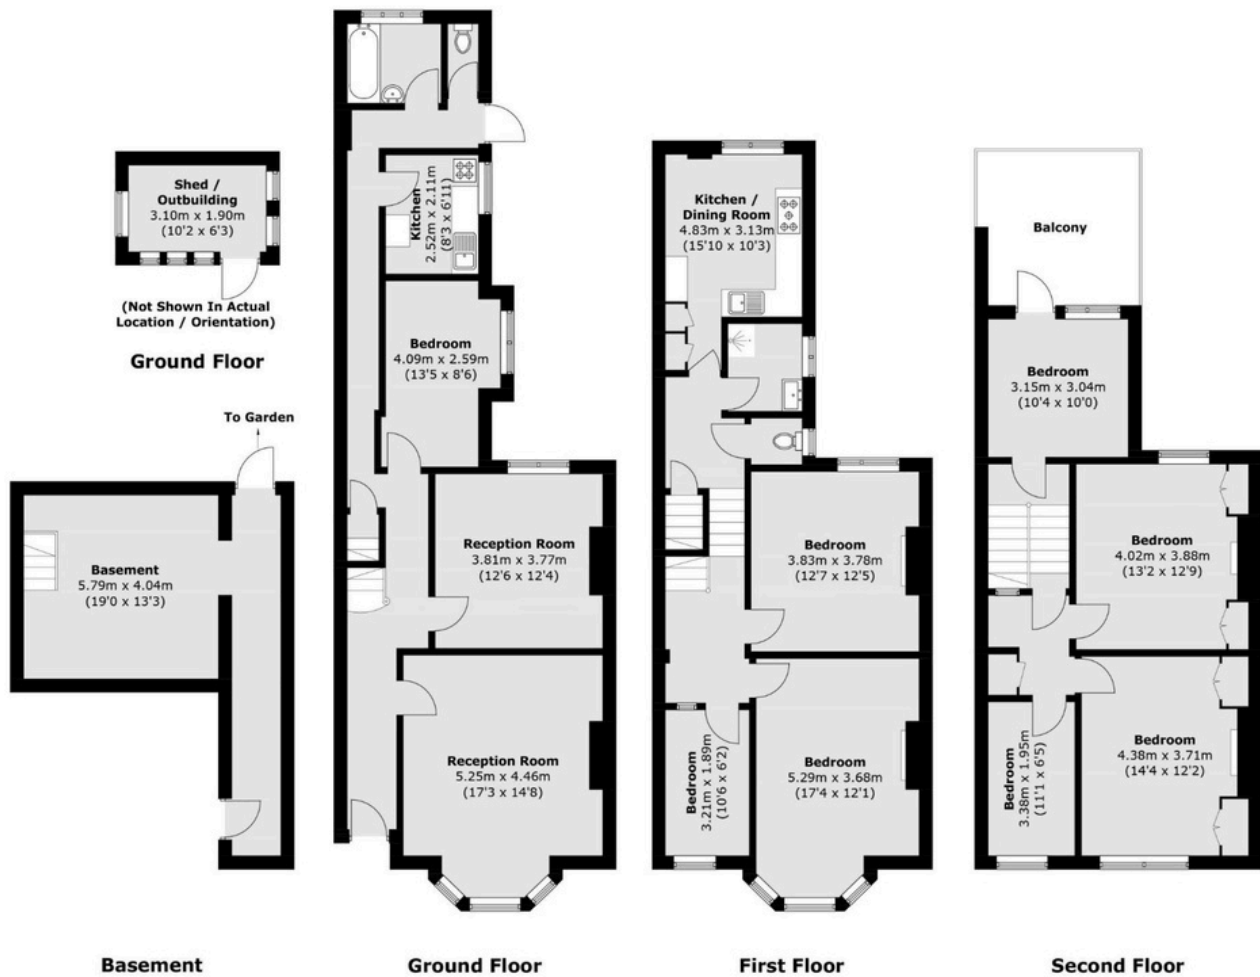 Shed /
Outbuilding
3.10m x 1.90m
(10'2 x 6'3)
(Not Shown In Actual
Location / Orientation)
Ground Floor
To Garden
Basement
5.79m x 4.04m
(19'0 x 13'3)
Basement
Kitchen
2.52m x 2.11m
(8'3 x 6'11)
Bedroom
4.09m x 2.59m
(13'5 x 8'6)
Reception Room
3.81m x 3.77m
(12'6 x 12'4)
Reception Room
5.25m x 4.46m
(17'3 x 14'8)
Ground Floor
Kitchen /
Dining Room
4.83m x 3.13m
(15'10 x 10'3)
Bedroom
3.83m x 3.78m
(12'7 x 12'5)
Bedroom
3.21m x 1.89m
(10'6 x 6'2)
Bedroom
5.29m x 3.68m
(17'4 x 12'1)
First Floor
Balcony
Bedroom
3.15m x 3.04m
(10'4 x 10'0)
Bedroom
4.02m x 3.88m
(13'2 x 12'9)
Bedroom
3.38m x 1.95m
(11'1 x 6'5)
Bedroom
4.38m x 3.71m
(14'4 x 12'2)
Second Floor